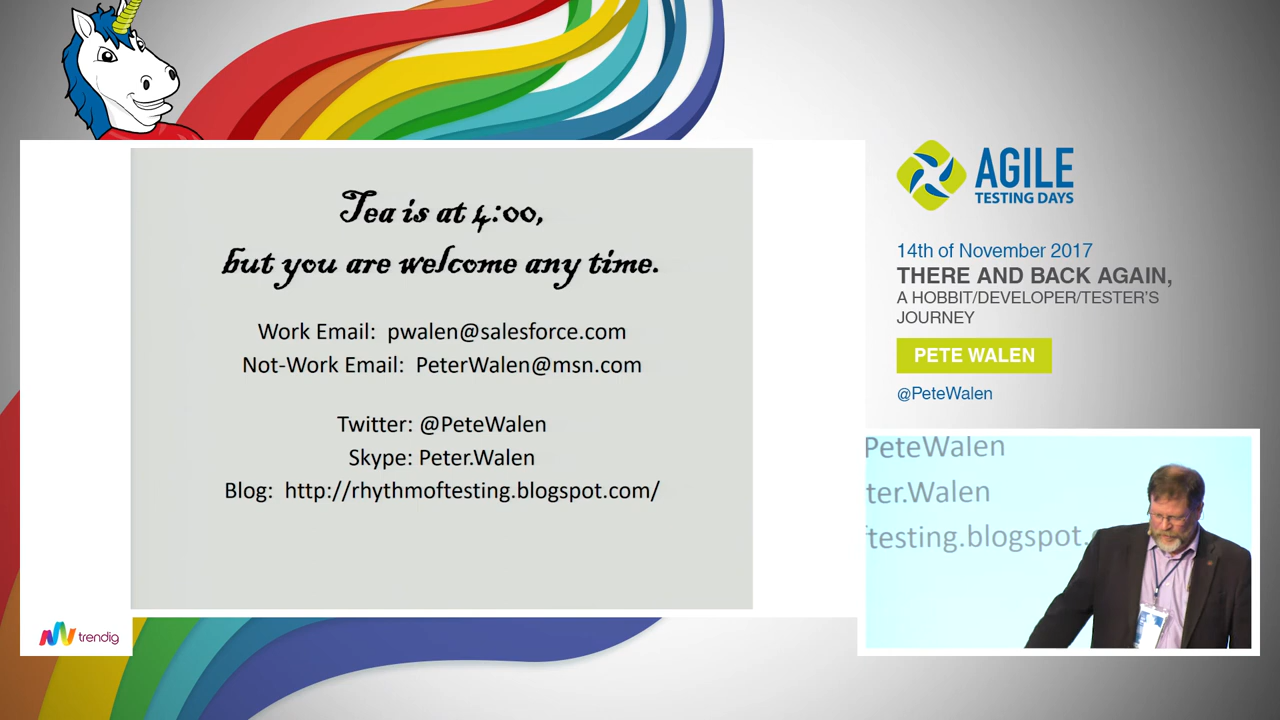 Tea is at 4:00,
but you are welcome any time.
Work Email: pwalen@salesforce.com
Not-Work Email: PeterWalen@msn.com
Twitter: @PeteWalen
Skype: Peter.Walen
Blog: http://rhythmoftesting.blogspot.com/
trendig
AGILE
TESTING DAYS
14th of November 2017
THERE AND BACK AGAIN,
A HOBBIT/DEVELOPER/TESTER'S
JOURNEY
PETE WALEN
@PeteWalen
PeteWalen
ter.Walen
ftesting.blogspot.